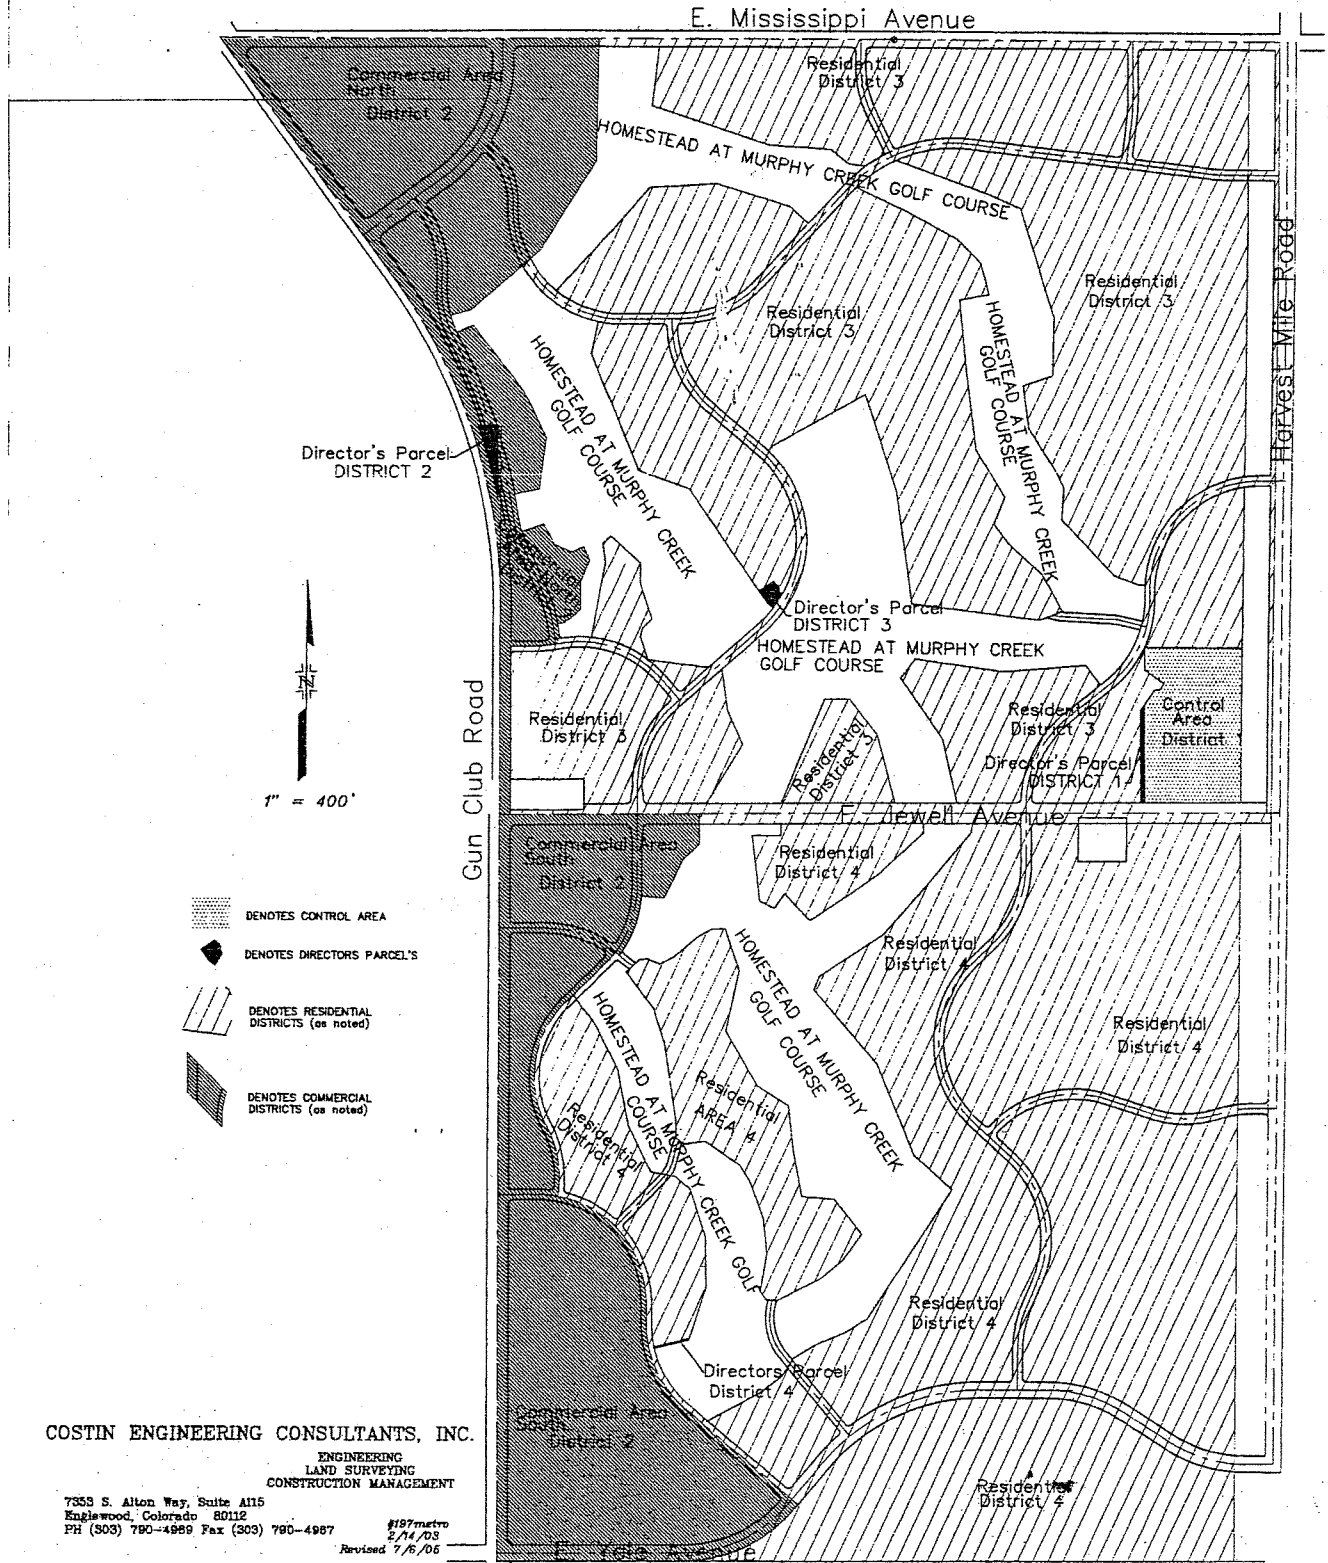 E. Mississippi Avenue
Commercial Area
North
District 2
Residential
District 3
HOMESTEAD AT MURPHY CREEK GOLF COURSE
Residential
District 3
Residential
District 3
Harvest Mile Road
HOMESTEAD AT MURPHY CREEK
GOLF COURSE
HOMESTEAD AT MURPHY CREEK
GOLF COURSE
Director's Parcel
DISTRICT 2
Director's Parcel
DISTRICT 3
HOMESTEAD AT MURPHY CREEK
GOLF COURSE
N
1" = 400'
Gun Club Road
Residential
District 3
Residential
District 3
Residential
District 3
Control
Area
District
Director's Parcel
DISTRICT 1
E. Jewell Avenue
Commercial Area
South
District 2
Residential
District 4
DENOTES CONTROL AREA
DENOTES DIRECTORS PARCEL'S
DENOTES RESIDENTIAL
DISTRICTS (as noted)
DENOTES COMMERCIAL
DISTRICTS (as noted)
Residential
District 4
HOMESTEAD AT MURPHY CREEK
GOLF COURSE
HOMESTEAD AT MURPHY CREEK GOLF
COURSE
Residential
District 4
Residential
AREA 4
Residential
District 4
Residential
District 4
Directors Parcel
District 4
Commercial Area
South
District 2
Residential
District 4
E. Yale Avenue
COSTIN ENGINEERING CONSULTANTS, INC.
ENGINEERING
LAND SURVEYING
CONSTRUCTION MANAGEMENT
7353 S. Alton Way, Suite A115
Englewood, Colorado 80112
PH (303) 790-4989 Fax (303) 790-4987
#197metro
2/14/03
Revised 7/6/05